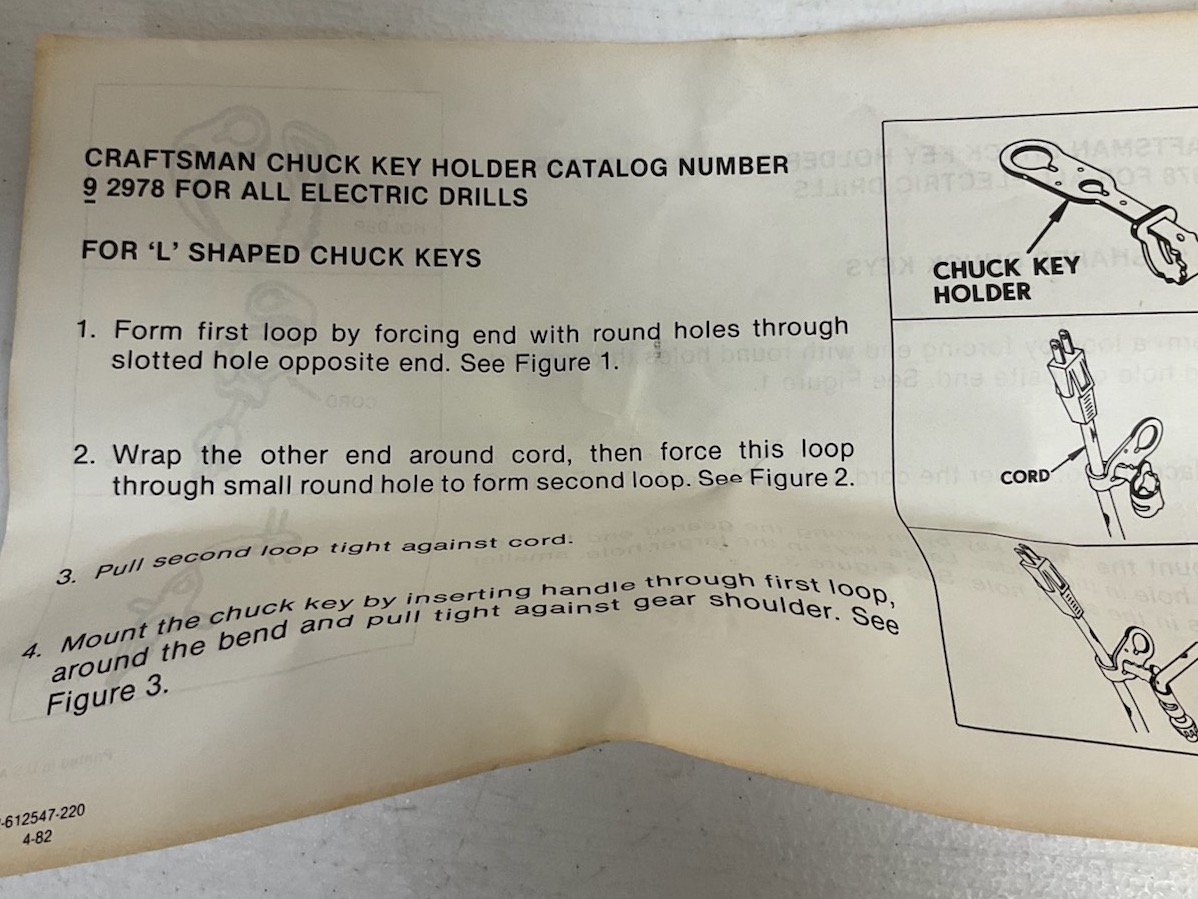 CRAFTSMAN CHUCK KEY HOLDER CATALOG NUMBER
9 2978 FOR ALL ELECTRIC DRILLS
FOR ‘L’ SHAPED CHUCK KEYS
1. Form first loop by forcing end with round holes through
slotted hole opposite end. See Figure 1.
2. Wrap the other end around cord, then force this loop
through small round hole to form second loop. See Figure 2.
3. Pull second loop tight against cord.
4. Mount the chuck key by inserting handle through first loop,
around the bend and pull tight against gear shoulder. See
Figure 3.
-612547-220
4-82
CHUCK KEY
HOLDER
CORD